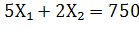 5X₁ + 2X₂ = 750